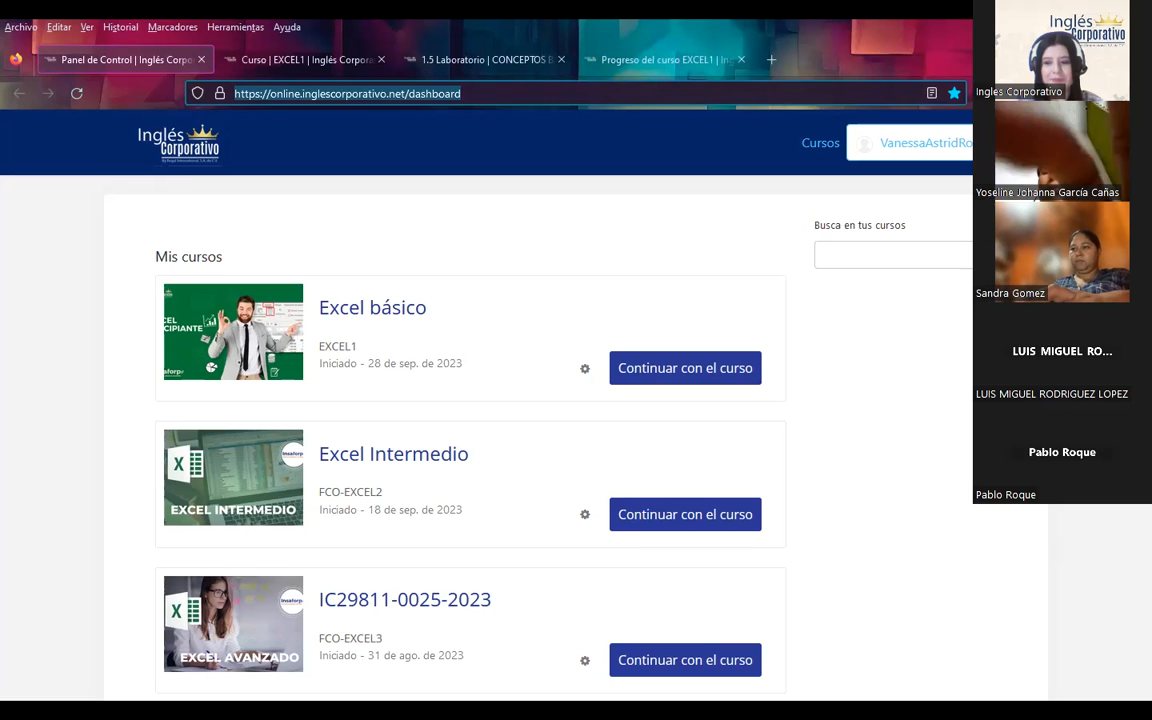 Archivo Editar Ver Historial Marcadores Herramientas Ayuda
Panel de Control | Inglés Corpo
Curso | EXCEL1 | Inglés Corpora
1.5 Laboratorio | CONCEPTOS B
Progreso del curso EXCEL1 | In
https://online.inglescorporativo.net/dashboard
Inglés
Corporativo
Cursos
VanessaAstridRo
Busca en tus cursos
Mis cursos
Excel básico
EXCEL1
Iniciado - 28 de sep. de 2023
Continuar con el curso
Excel Intermedio
FCO-EXCEL2
Iniciado - 18 de sep. de 2023
Continuar con el curso
EXCEL INTERMEDIO
IC29811-0025-2023
FCO-EXCEL3
Iniciado - 31 de ago. de 2023
Continuar con el curso
EXCEL AVANZADO
Inglés
Corporativo
Ingles Corporativo
Yoseline Johanna García Cañas
Sandra Gomez
LUIS MIGUEL RO...
LUIS MIGUEL RODRIGUEZ LOPEZ
Pablo Roque
Pablo Roque